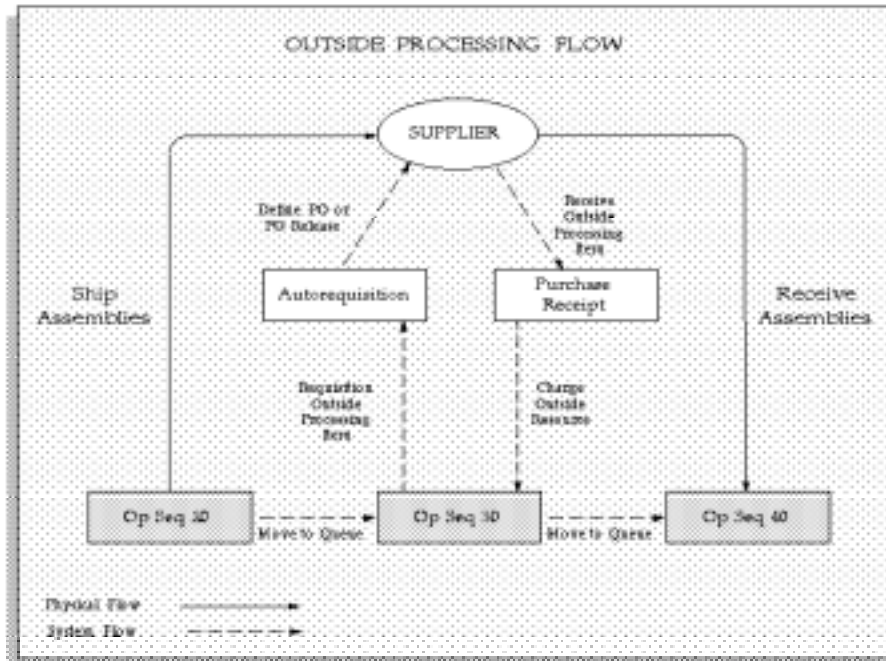 OUTSIDE PROCESSING FLOW
SUPPLIER
Define PO or
PO Release
Receive
Outside
Processing
Item
Ship
Assemblies
Autorequisition
Purchase
Receipt
Receive
Assemblies
Requisition
Outside
Processing
Item
Charge
Outside
Resource
Op Seq 20
Move to Queue
Op Seq 30
Move to Queue
Op Seq 40
Physical Flow
System Flow